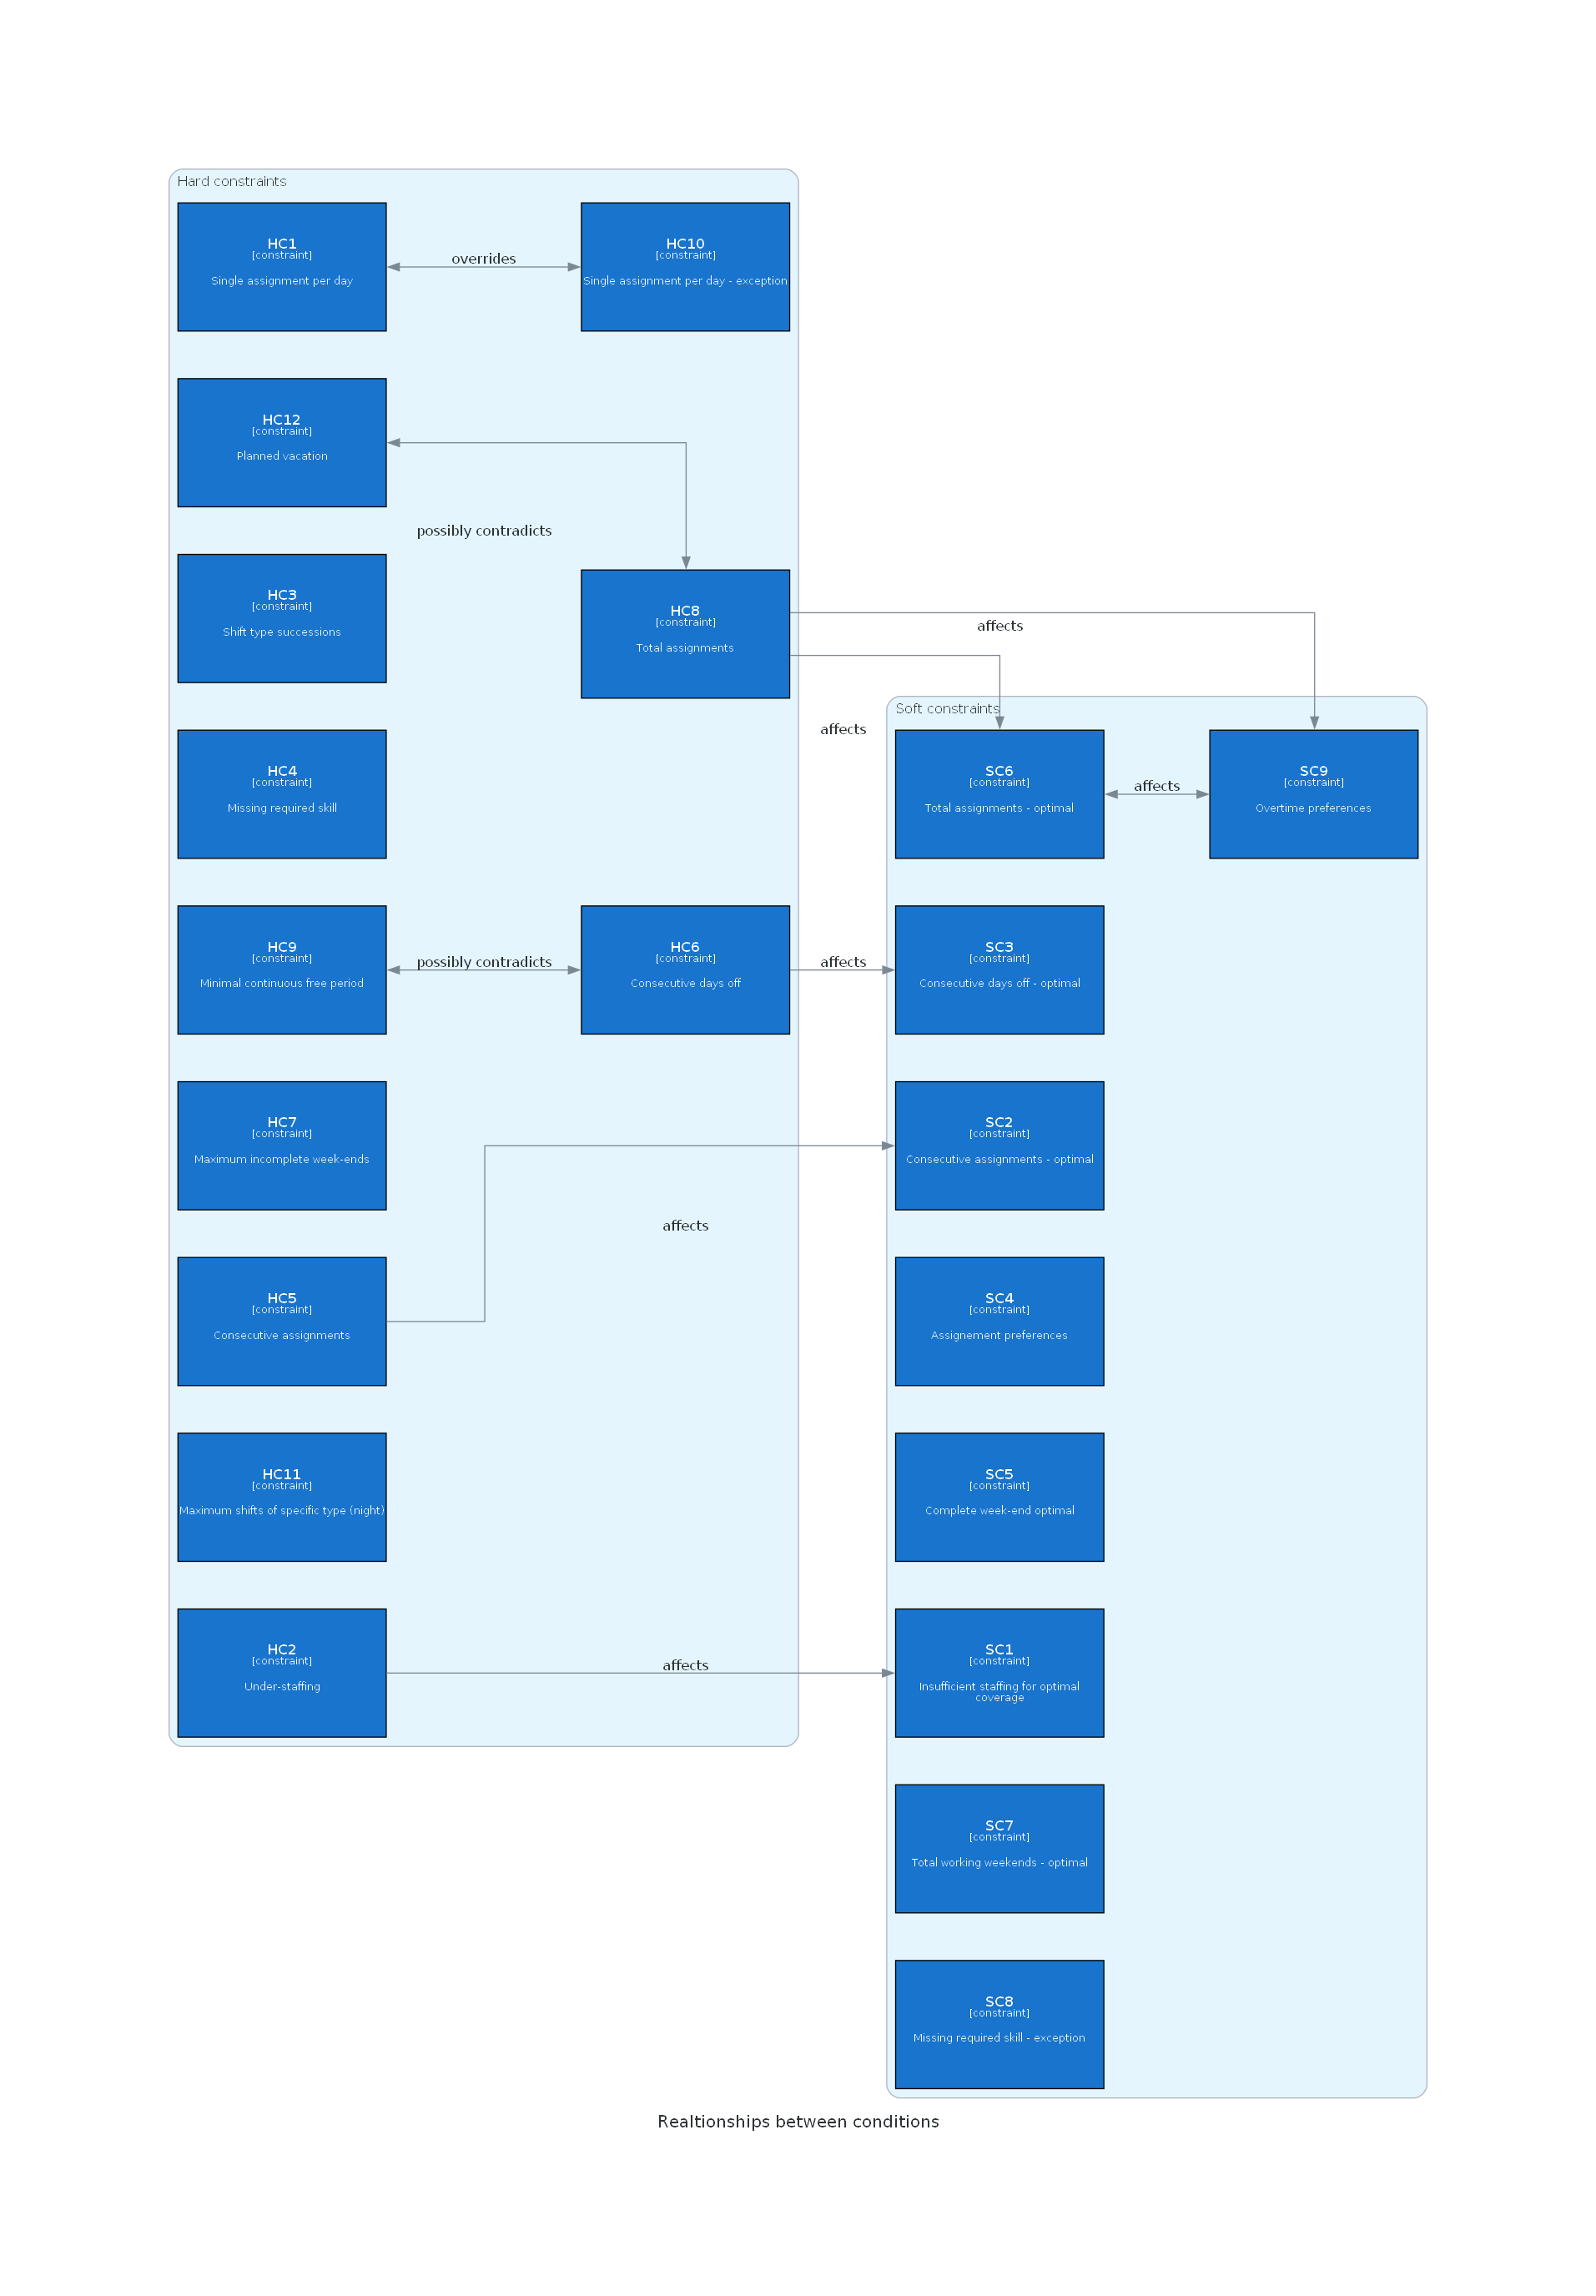 Hard constraints
HC1
[constraint]
Single assignment per day
overrides
HC10
[constraint]
Single assignment per day - exception
HC12
[constraint]
Planned vacation
possibly contradicts
HC3
[constraint]
Shift type successions
HC8
[constraint]
Total assignments
affects
affects
Soft constraints
HC4
[constraint]
Missing required skill
SC6
[constraint]
Total assignments - optimal
affects
SC9
[constraint]
Overtime preferences
HC9
[constraint]
Minimal continuous free period
possibly contradicts
HC6
[constraint]
Consecutive days off
affects
SC3
[constraint]
Consecutive days off - optimal
HC7
[constraint]
Maximum incomplete week-ends
SC2
[constraint]
Consecutive assignments - optimal
affects
HC5
[constraint]
Consecutive assignments
SC4
[constraint]
Assignement preferences
HC11
[constraint]
Maximum shifts of specific type (night)
SC5
[constraint]
Complete week-end optimal
HC2
[constraint]
Under-staffing
affects
SC1
[constraint]
Insufficient staffing for optimal
coverage
SC7
[constraint]
Total working weekends - optimal
SC8
[constraint]
Missing required skill - exception
Realtionships between conditions